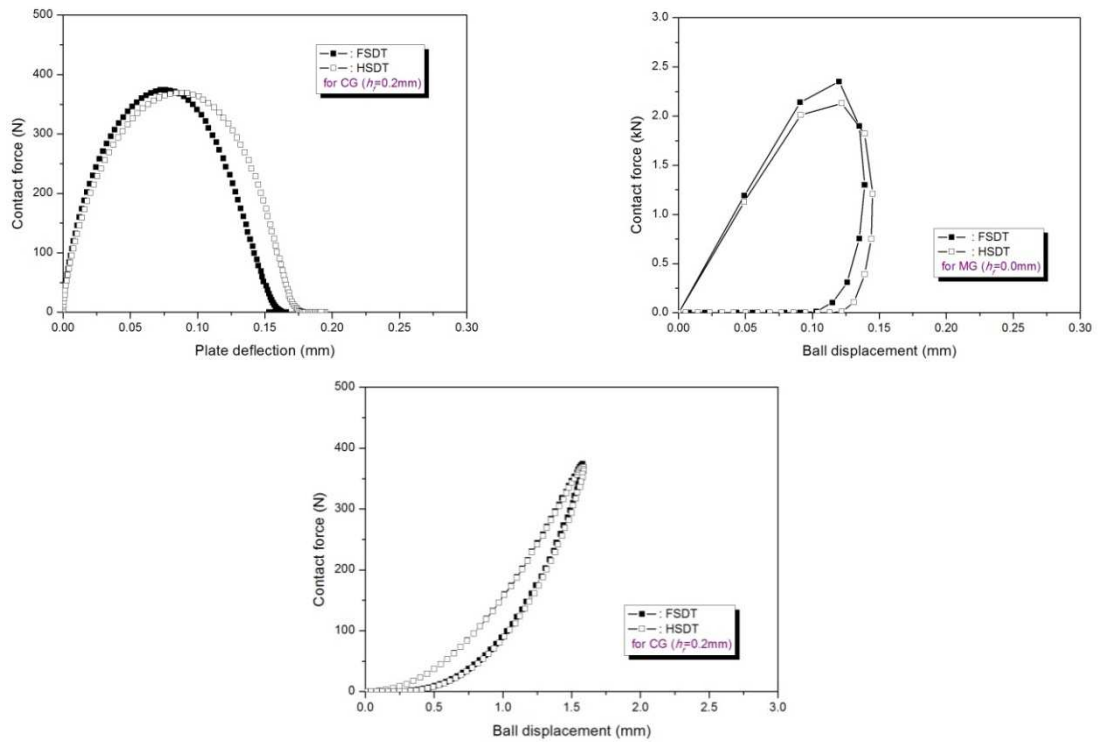 500
400
300
200
100
0
Contact force (N)
—■— : FSDT
—□— : HSDT
for CG (hr=0.2mm)
0.00 0.05 0.10 0.15 0.20 0.25 0.30
Plate deflection (mm)
3.0
2.5
2.0
1.5
1.0
0.5
0.0
Contact force (kN)
—■— : FSDT
—□— : HSDT
for MG (hr=0.0mm)
0.00 0.05 0.10 0.15 0.20 0.25 0.30
Ball displacement (mm)
500
400
300
200
100
0
Contact force (N)
—■— : FSDT
—□— : HSDT
for CG (hr=0.2mm)
0.0 0.5 1.0 1.5 2.0 2.5 3.0
Ball displacement (mm)